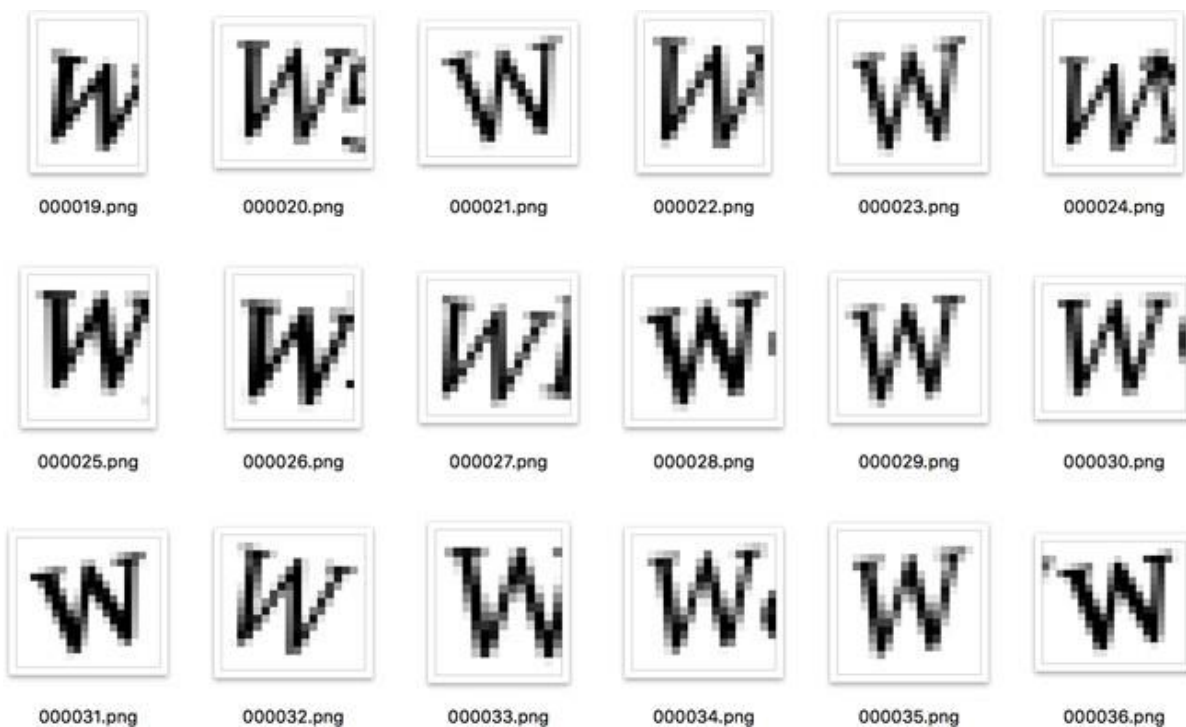 W W W W W W
000019.png 000020.png 000021.png 000022.png 000023.png 000024.png
W W W W W W
000025.png 000026.png 000027.png 000028.png 000029.png 000030.png
W W W W W W
000031.png 000032.png 000033.png 000034.png 000035.png 000036.png